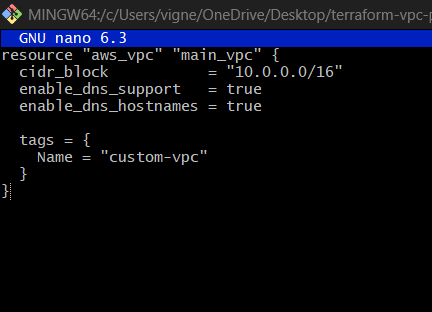 MINGW64:/c/Users/vigne/OneDrive/Desktop/terraform-vpc-p
GNU nano 6.3
resource "aws_vpc" "main_vpc" {
  cidr_block           = "10.0.0.0/16"
  enable_dns_support   = true
  enable_dns_hostnames = true

  tags = {
    Name = "custom-vpc"
  }
}